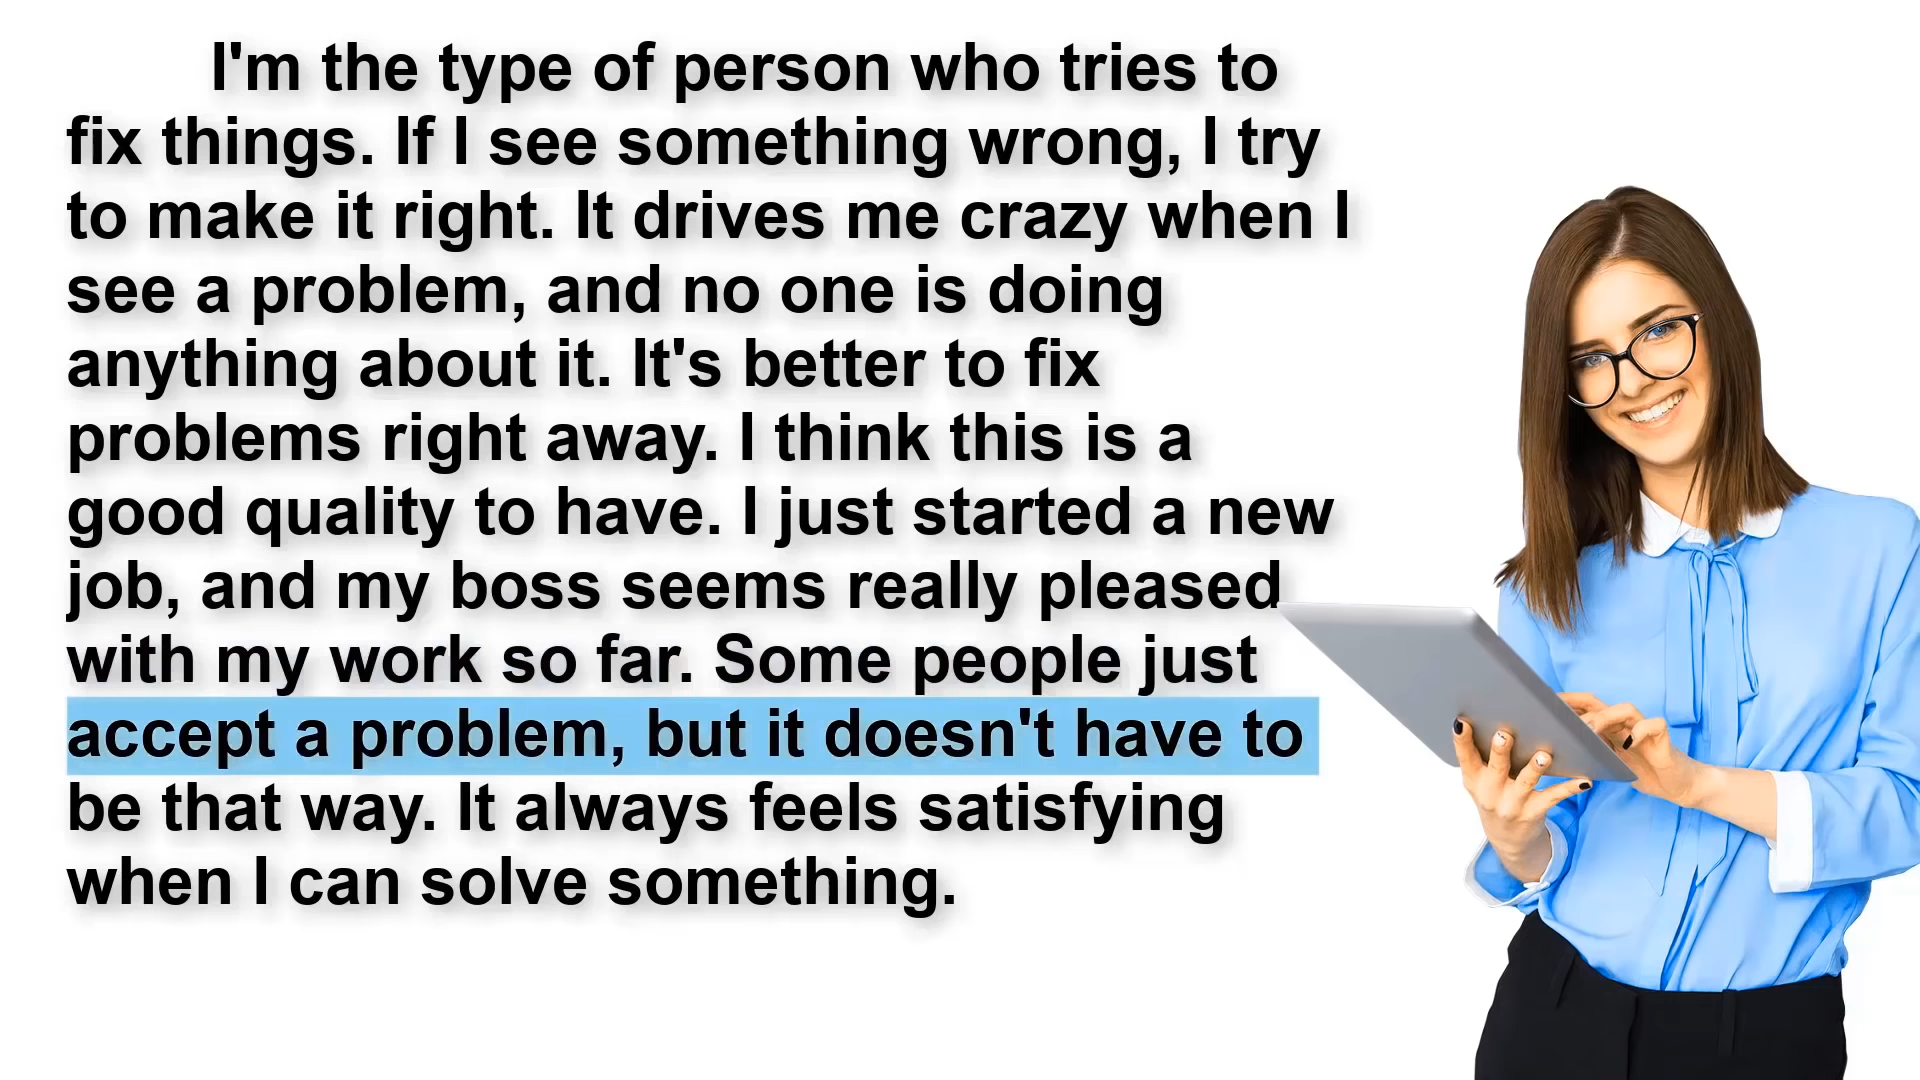 I'm the type of person who tries to
fix things. If I see something wrong, I try
to make it right. It drives me crazy when I
see a problem, and no one is doing
anything about it. It's better to fix
problems right away. I think this is a
good quality to have. I just started a new
job, and my boss seems really pleased
with my work so far. Some people just
accept a problem, but it doesn't have to
be that way. It always feels satisfying
when I can solve something.